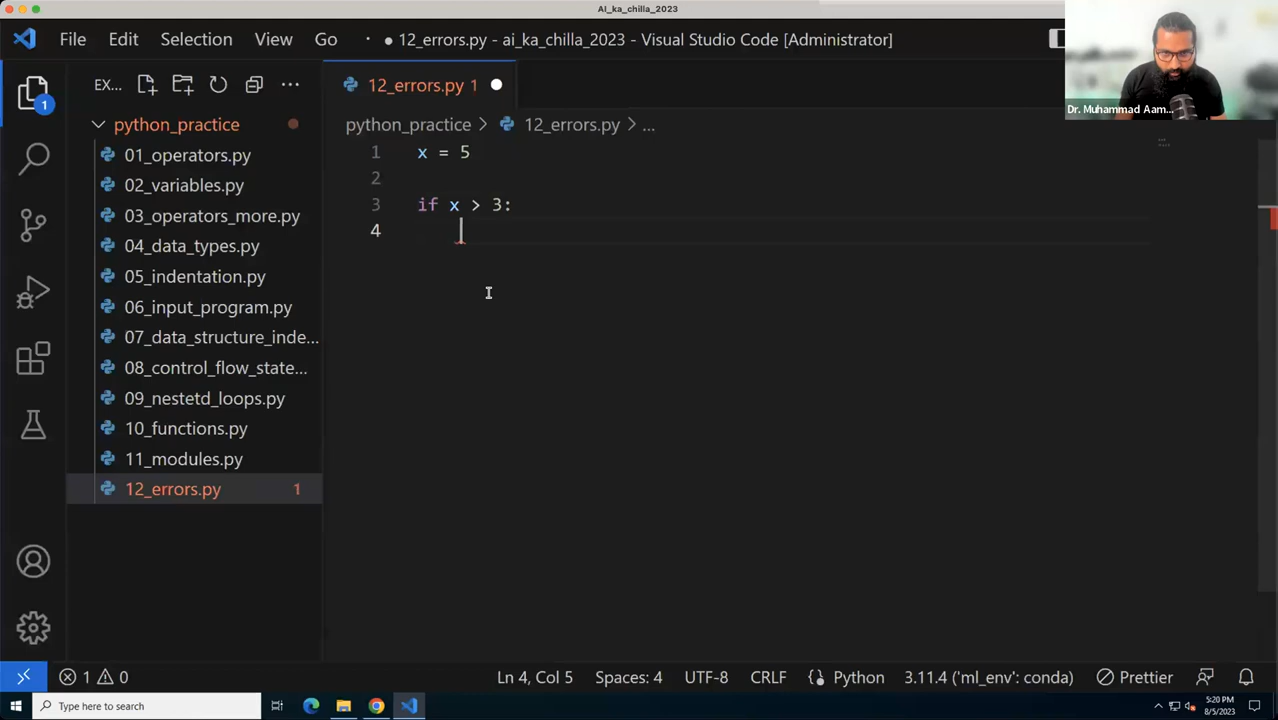 AI_ka_chilla_2023
File Edit Selection View Go ● 12_errors.py - ai_ka_chilla_2023 - Visual Studio Code [Administrator]
EX... 12_errors.py 1
1
python_practice python_practice > 12_errors.py > ...
01_operators.py
02_variables.py
03_operators_more.py
04_data_types.py
05_indentation.py
06_input_program.py
07_data_structure_inde...
08_control_flow_state...
09_nestetd_loops.py
10_functions.py
11_modules.py
12_errors.py 1
1 x = 5
2
3 if x > 3:
4
Dr. Muhammad Aam...
1 0 Ln 4, Col 5 Spaces: 4 UTF-8 CRLF Python 3.11.4 ('ml_env': conda) Prettier
Type here to search
5:20 PM
8/5/2023